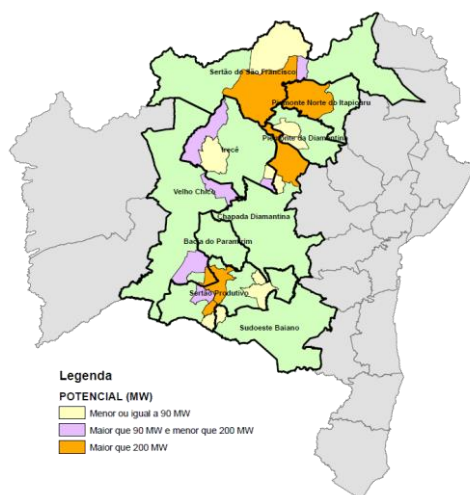 Sertão do São Francisco
Piemonte Norte do Itapicuru
Piemonte da Diamantina
Irecê
Velho Chico
Chapada Diamantina
Bacia do Paramirim
Sertão Produtivo
Sudoeste Baiano
Legenda
POTENCIAL (MW)
Menor ou igual a 90 MW
Maior que 90 MW e menor que 200 MW
Maior que 200 MW